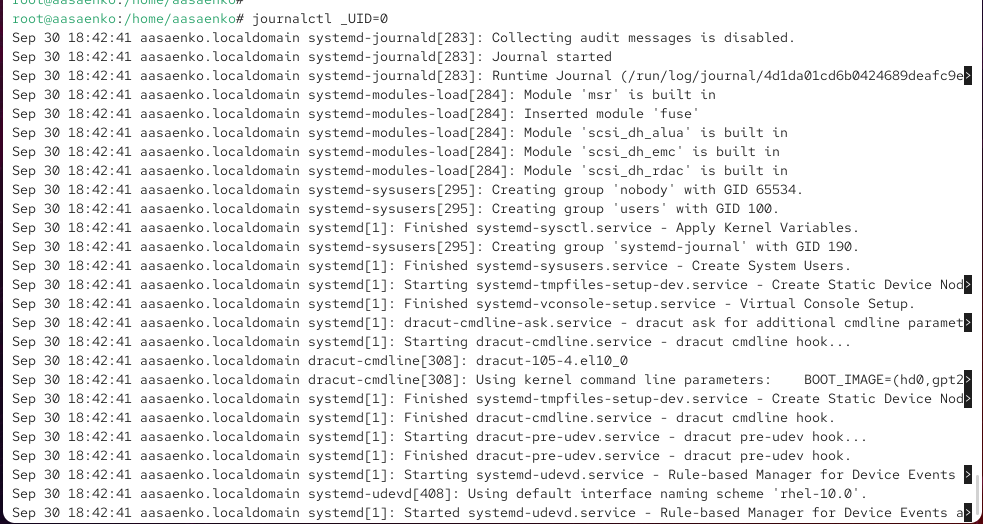 root@aasaenko:/home/aasaenko#
root@aasaenko:/home/aasaenko# journalctl _UID=0
Sep 30 18:42:41 aasaenko.localdomain systemd-journald[283]: Collecting audit messages is disabled.
Sep 30 18:42:41 aasaenko.localdomain systemd-journald[283]: Journal started
Sep 30 18:42:41 aasaenko.localdomain systemd-journald[283]: Runtime Journal (/run/log/journal/4d1da01cd6b0424689deafc9e>
Sep 30 18:42:41 aasaenko.localdomain systemd-modules-load[284]: Module 'msr' is built in
Sep 30 18:42:41 aasaenko.localdomain systemd-modules-load[284]: Inserted module 'fuse'
Sep 30 18:42:41 aasaenko.localdomain systemd-modules-load[284]: Module 'scsi_dh_alua' is built in
Sep 30 18:42:41 aasaenko.localdomain systemd-modules-load[284]: Module 'scsi_dh_emc' is built in
Sep 30 18:42:41 aasaenko.localdomain systemd-modules-load[284]: Module 'scsi_dh_rdac' is built in
Sep 30 18:42:41 aasaenko.localdomain systemd-sysusers[295]: Creating group 'nobody' with GID 65534.
Sep 30 18:42:41 aasaenko.localdomain systemd-sysusers[295]: Creating group 'users' with GID 100.
Sep 30 18:42:41 aasaenko.localdomain systemd[1]: Finished systemd-sysctl.service - Apply Kernel Variables.
Sep 30 18:42:41 aasaenko.localdomain systemd-sysusers[295]: Creating group 'systemd-journal' with GID 190.
Sep 30 18:42:41 aasaenko.localdomain systemd[1]: Finished systemd-sysusers.service - Create System Users.
Sep 30 18:42:41 aasaenko.localdomain systemd[1]: Starting systemd-tmpfiles-setup-dev.service - Create Static Device Nod>
Sep 30 18:42:41 aasaenko.localdomain systemd[1]: Finished systemd-vconsole-setup.service - Virtual Console Setup.
Sep 30 18:42:41 aasaenko.localdomain systemd[1]: dracut-cmdline-ask.service - dracut ask for additional cmdline paramet>
Sep 30 18:42:41 aasaenko.localdomain systemd[1]: Starting dracut-cmdline.service - dracut cmdline hook...
Sep 30 18:42:41 aasaenko.localdomain dracut-cmdline[308]: dracut-105-4.el10_0
Sep 30 18:42:41 aasaenko.localdomain dracut-cmdline[308]: Using kernel command line parameters:    BOOT_IMAGE=(hd0,gpt2>
Sep 30 18:42:41 aasaenko.localdomain systemd[1]: Finished systemd-tmpfiles-setup-dev.service - Create Static Device Nod>
Sep 30 18:42:41 aasaenko.localdomain systemd[1]: Finished dracut-cmdline.service - dracut cmdline hook.
Sep 30 18:42:41 aasaenko.localdomain systemd[1]: Starting dracut-pre-udev.service - dracut pre-udev hook...
Sep 30 18:42:41 aasaenko.localdomain systemd[1]: Finished dracut-pre-udev.service - dracut pre-udev hook.
Sep 30 18:42:41 aasaenko.localdomain systemd[1]: Starting systemd-udevd.service - Rule-based Manager for Device Events >
Sep 30 18:42:41 aasaenko.localdomain systemd-udevd[408]: Using default interface naming scheme 'rhel-10.0'.
Sep 30 18:42:41 aasaenko.localdomain systemd[1]: Started systemd-udevd.service - Rule-based Manager for Device Events a>